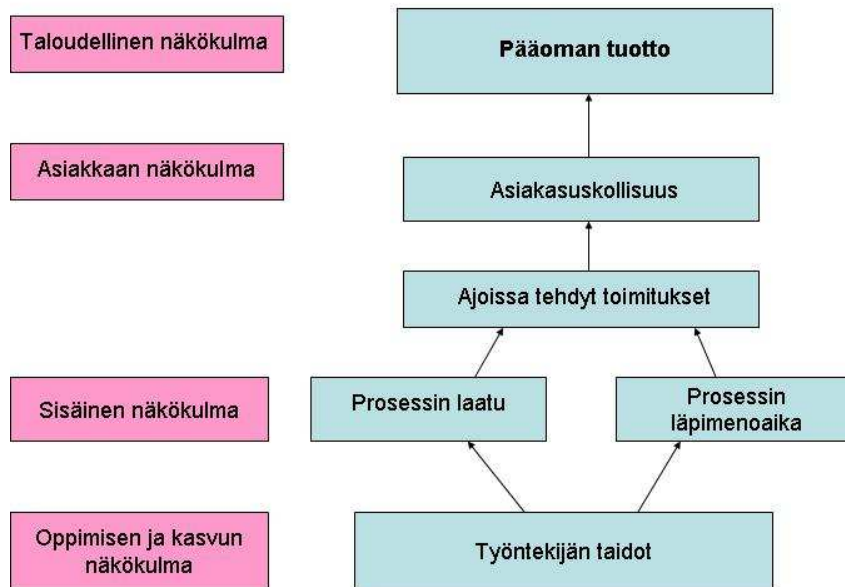 Taloudellinen näkökulma
Pääoman tuotto
Asiakkaan näkökulma
Asiakasuskollisuus
Ajoissa tehdyt toimitukset
Sisäinen näkökulma
Prosessin laatu
Prosessin
läpimenoaika
Oppimisen ja kasvun
näkökulma
Työntekijän taidot